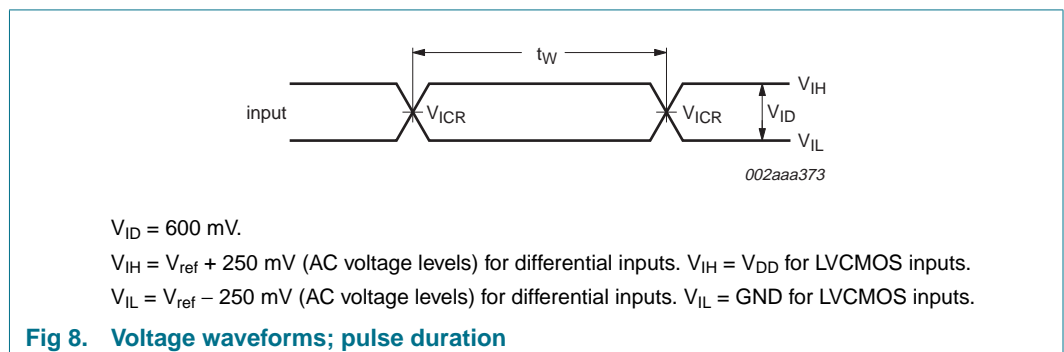 tW
VIH
input
VICR
VICR
VID
VIL
002aaa373
VID = 600 mV.
VIH = Vref + 250 mV (AC voltage levels) for differential inputs. VIH = VDD for LVCMOS inputs.
VIL = Vref − 250 mV (AC voltage levels) for differential inputs. VIL = GND for LVCMOS inputs.
Fig 8. Voltage waveforms; pulse duration